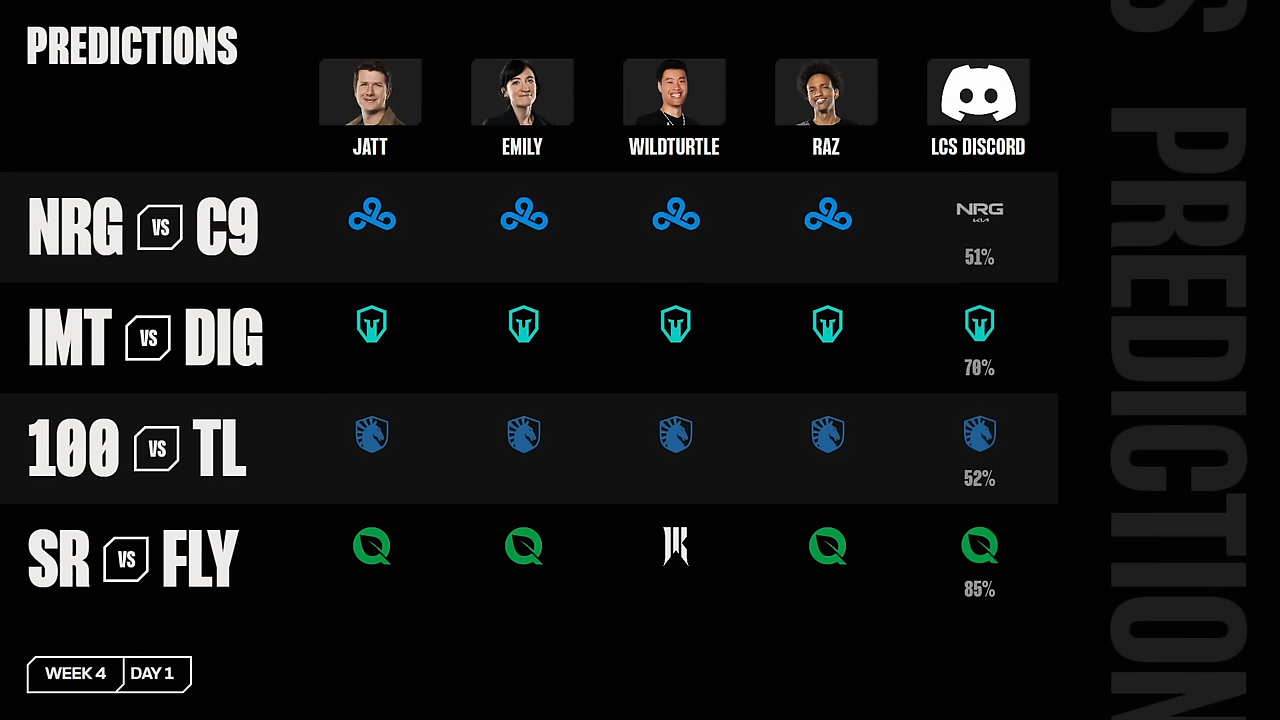 PREDICTIONS
JATT
EMILY
WILDTURTLE
RAZ
LCS DISCORD
NRG VS C9
NRG
KIA
51%
IMT VS DIG
70%
100 VS TL
52%
SR VS FLY
85%
WEEK 4 DAY 1
PREDICTION